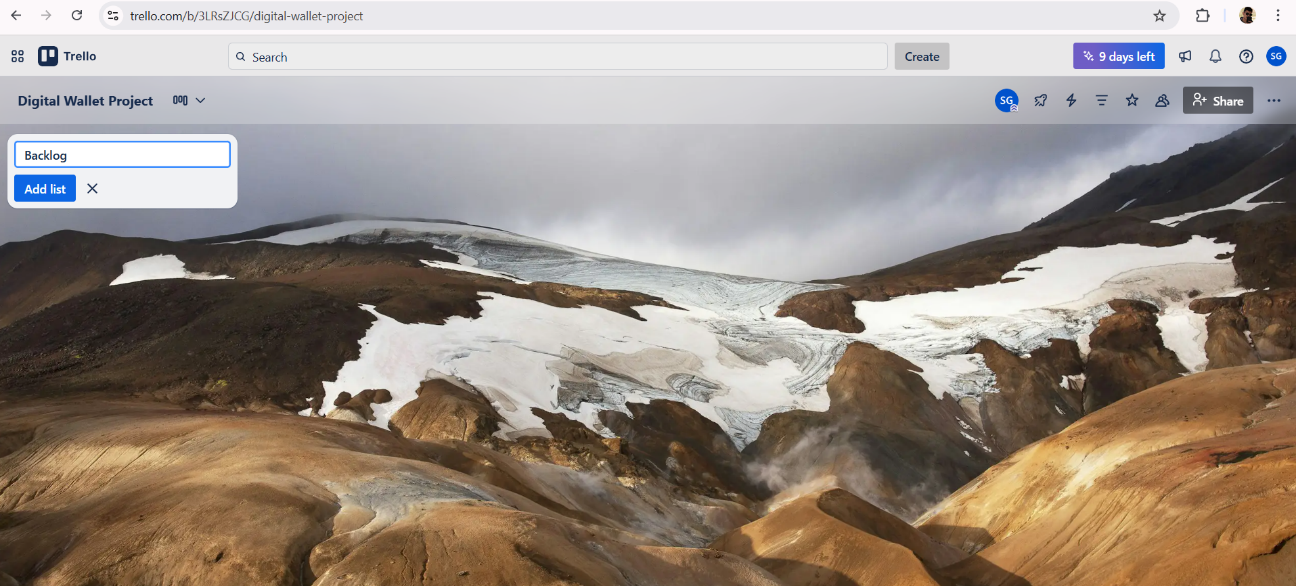 trello.com/b/3LRsZJCG/digital-wallet-project
Trello
Search
Create
9 days left
SG
Digital Wallet Project
SG
Share
Backlog
Add list